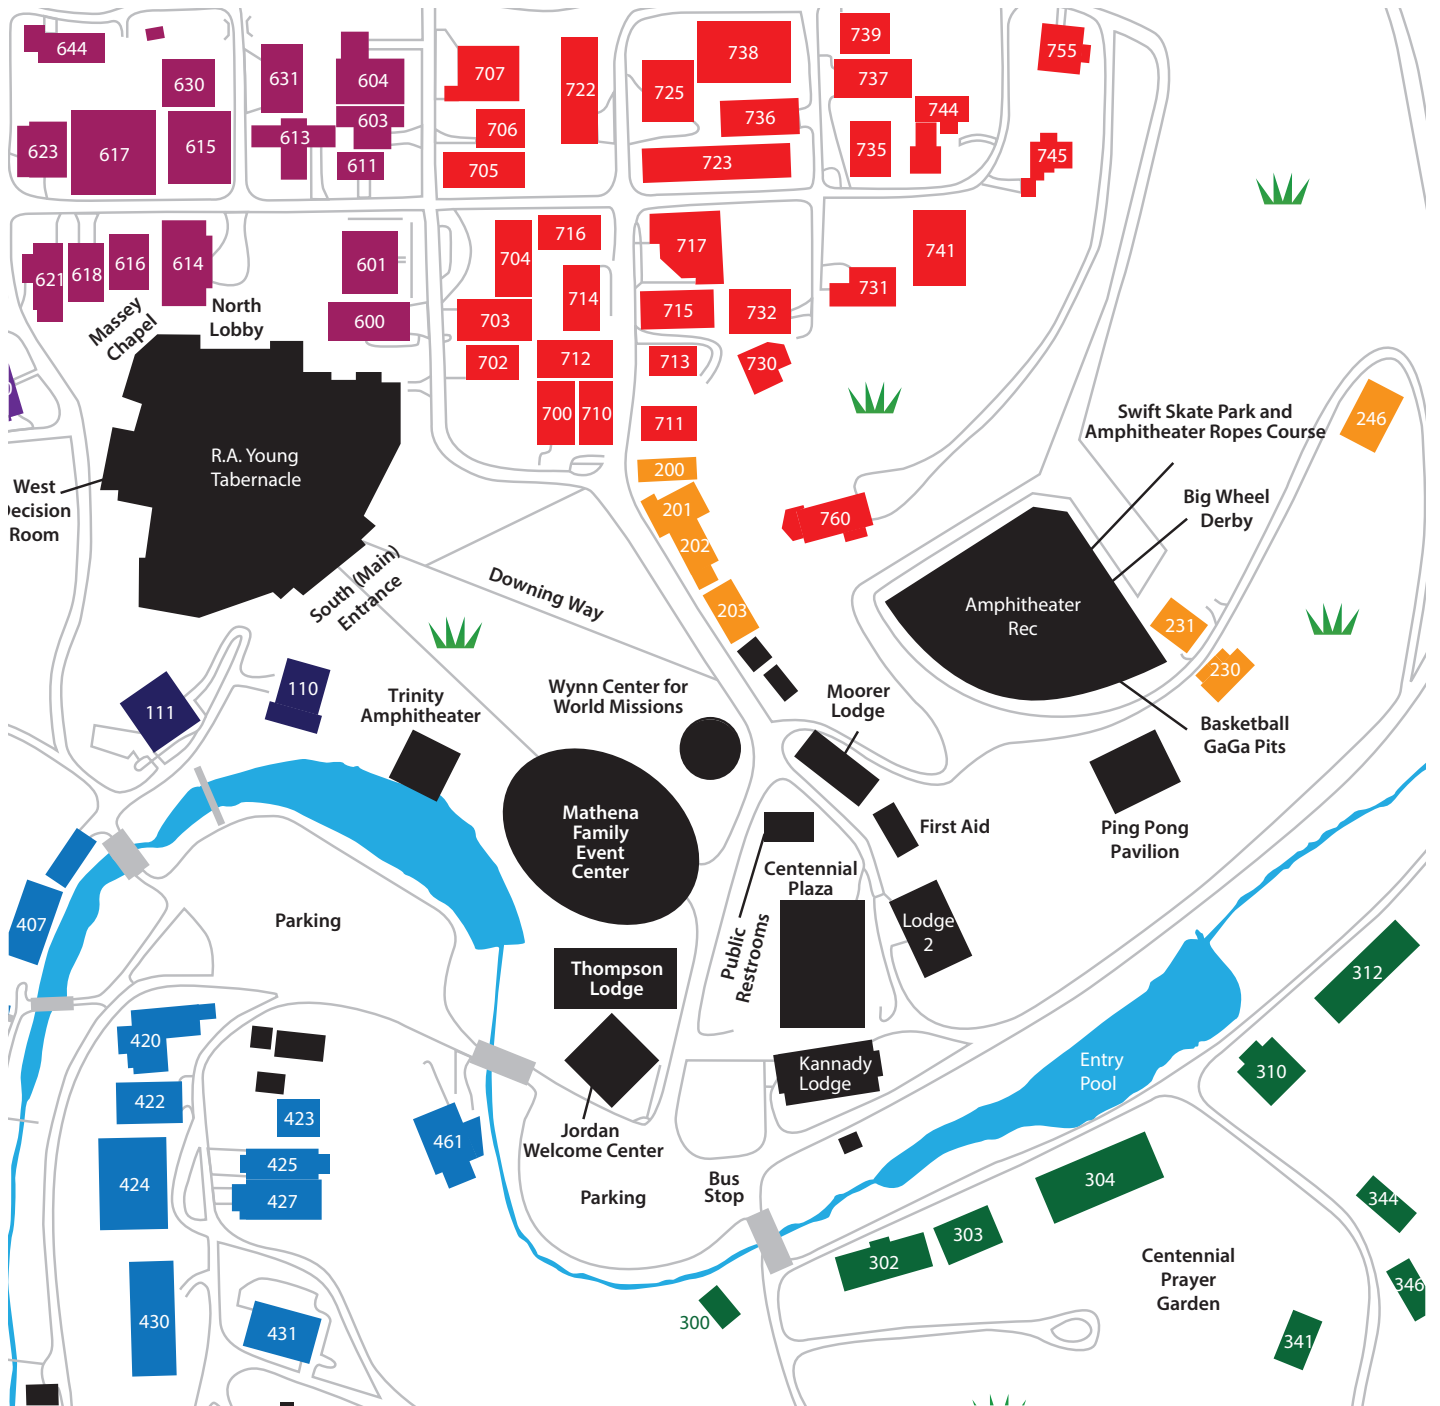 644
630
631
604
603
613
611
623
617
615
707
722
706
705
738
725
736
723
739
737
755
744
735
745
621
618
616
614
601
600
Massey
Chapel
North
Lobby
716
704
714
703
702
712
700
710
717
715
732
713
730
711
741
731
200
201
202
203
760
246
231
230
R.A. Young
Tabernacle
West
Decision
Room
South (Main)
Entrance
Downing Way
Swift Skate Park and
Amphitheater Ropes Course
Big Wheel
Derby
Amphitheater
Rec
Basketball
GaGa Pits
Ping Pong
Pavilion
111
110
Trinity
Amphitheater
Wynn Center for
World Missions
Moorer
Lodge
First Aid
Mathena
Family
Event
Center
Centennial
Plaza
Public
Restrooms
Lodge
2
Parking
407
Thompson
Lodge
Kannady
Lodge
Entry
Pool
312
310
420
422
423
424
425
427
461
Jordan
Welcome Center
Parking
Bus
Stop
304
303
302
300
344
346
341
Centennial
Prayer
Garden
430
431